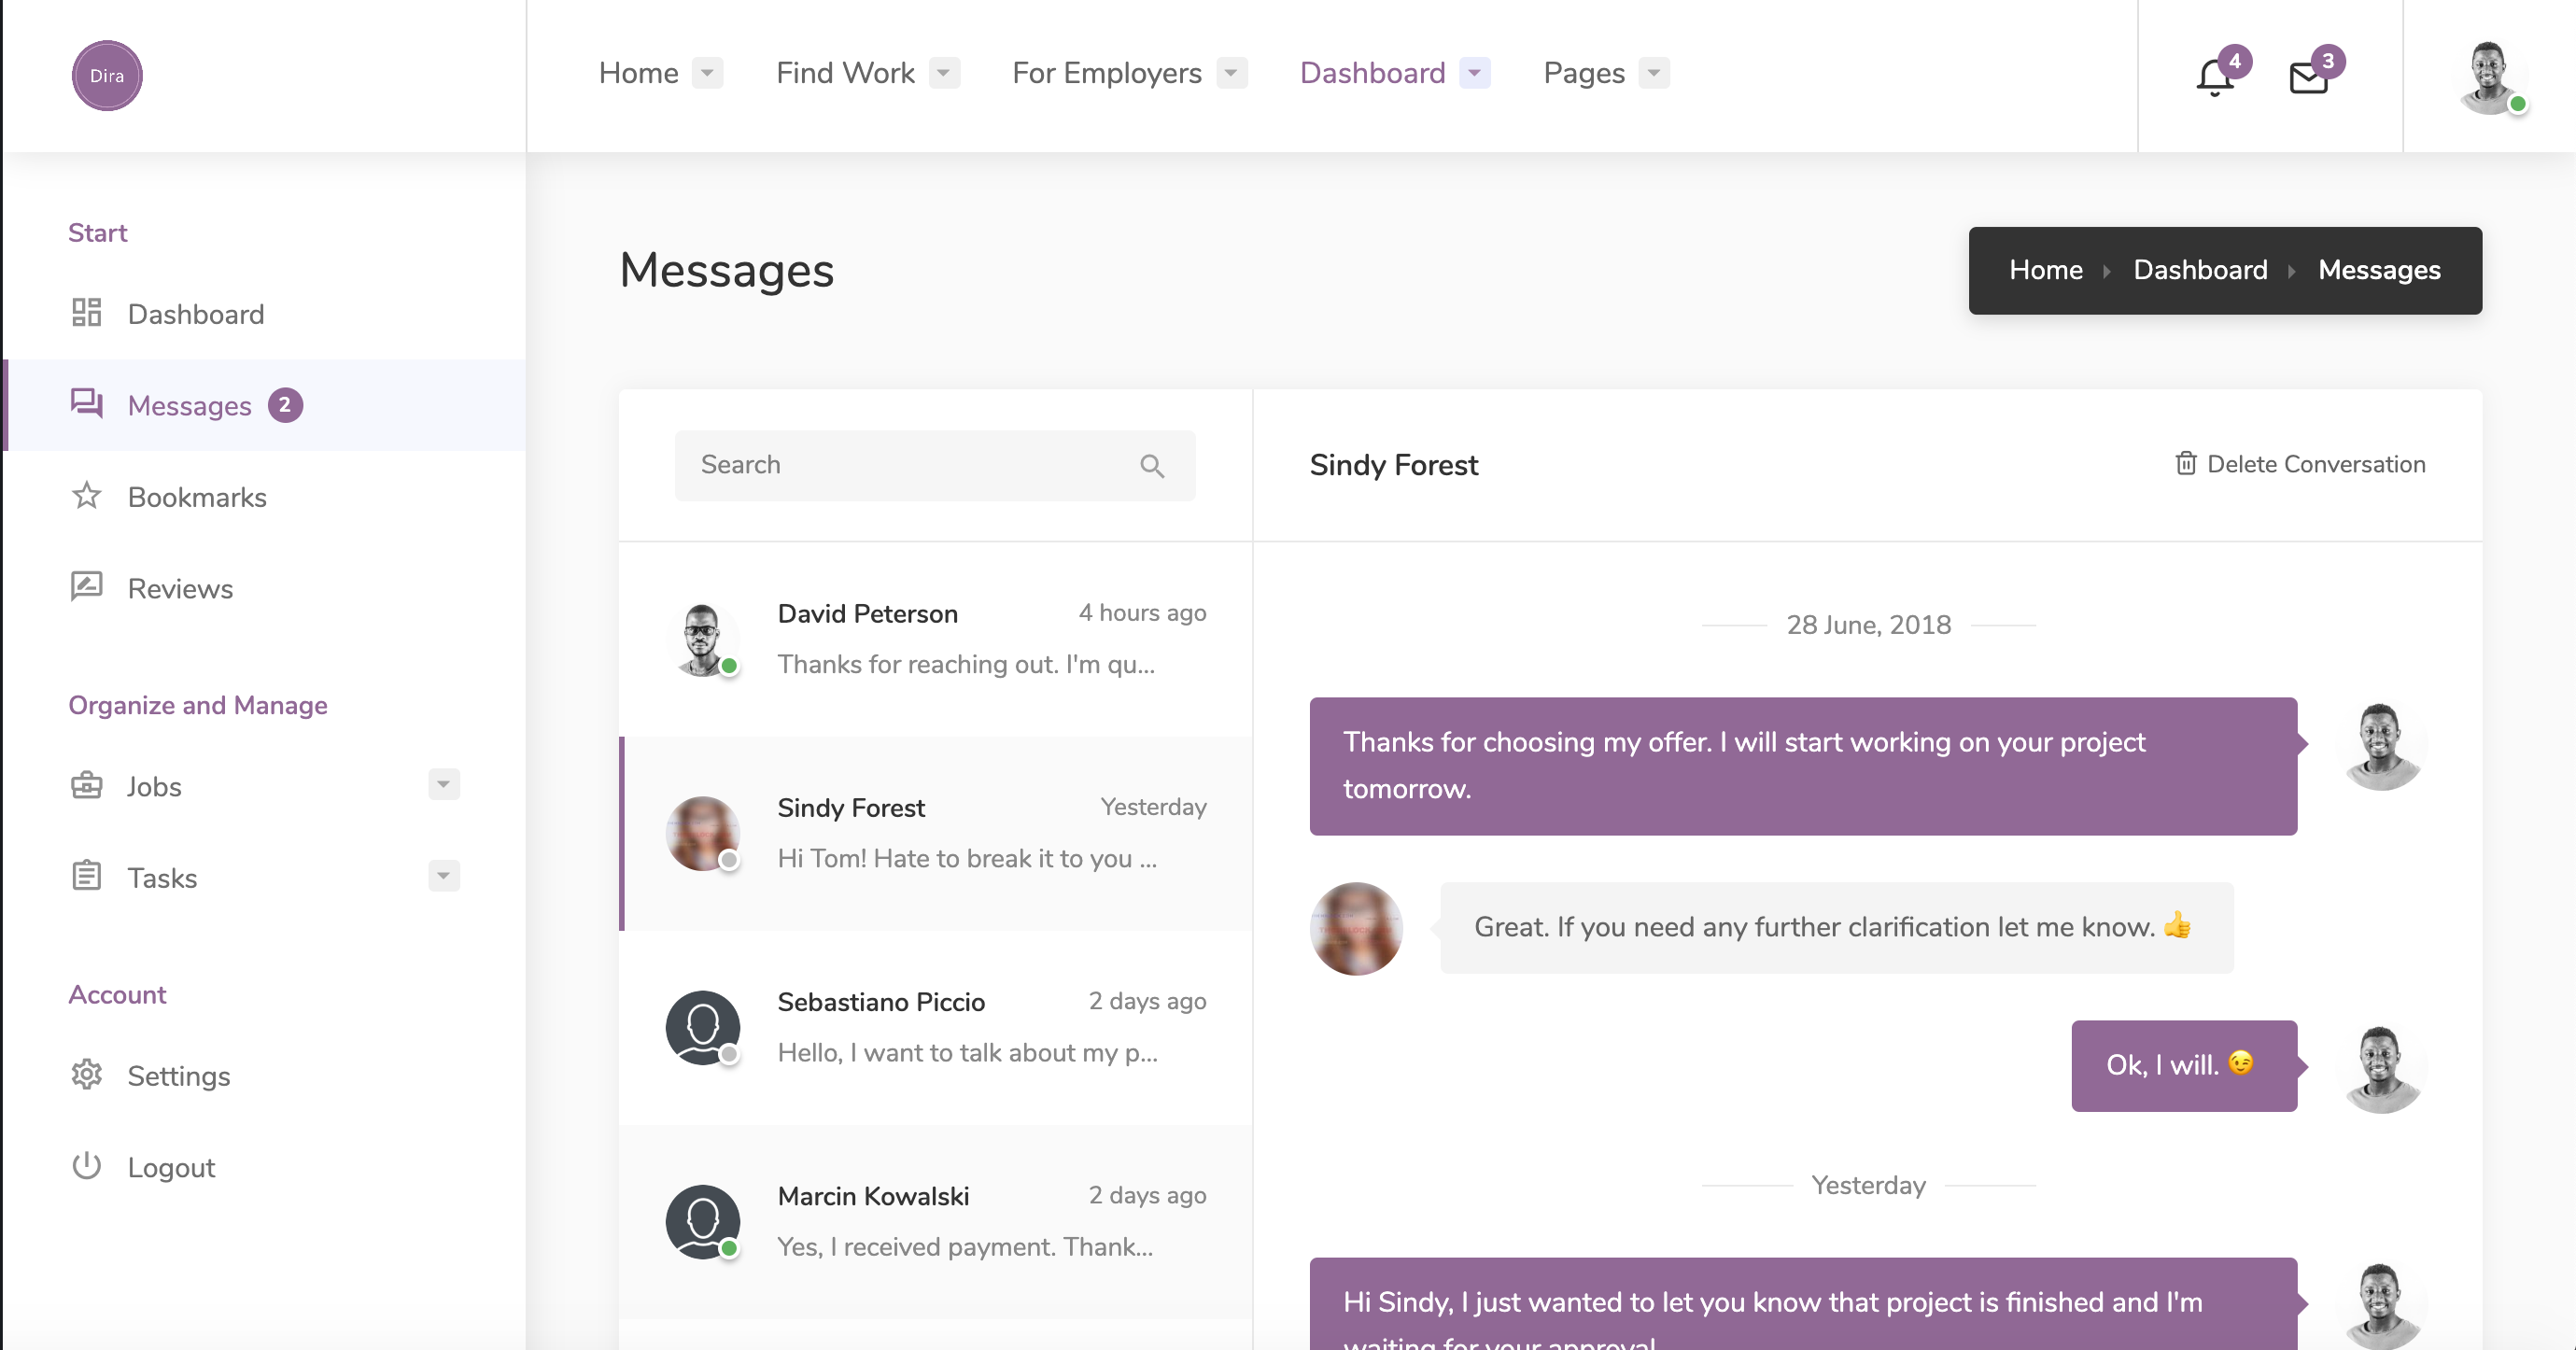 Dira
Home
Find Work
For Employers
Dashboard
Pages
4
3
Start
Dashboard
Messages 2
Bookmarks
Reviews
Organize and Manage
Jobs
Tasks
Account
Settings
Logout
Messages
Home Dashboard Messages
Search
David Peterson 4 hours ago
Thanks for reaching out. I'm qu...
Sindy Forest Yesterday
Hi Tom! Hate to break it to you ...
Sebastiano Piccio 2 days ago
Hello, I want to talk about my p...
Marcin Kowalski 2 days ago
Yes, I received payment. Thank...
Sindy Forest
Delete Conversation
28 June, 2018
Thanks for choosing my offer. I will start working on your project
tomorrow.
Great. If you need any further clarification let me know. 👍
Ok, I will. 😉
Yesterday
Hi Sindy, I just wanted to let you know that project is finished and I'm
waiting for your approval